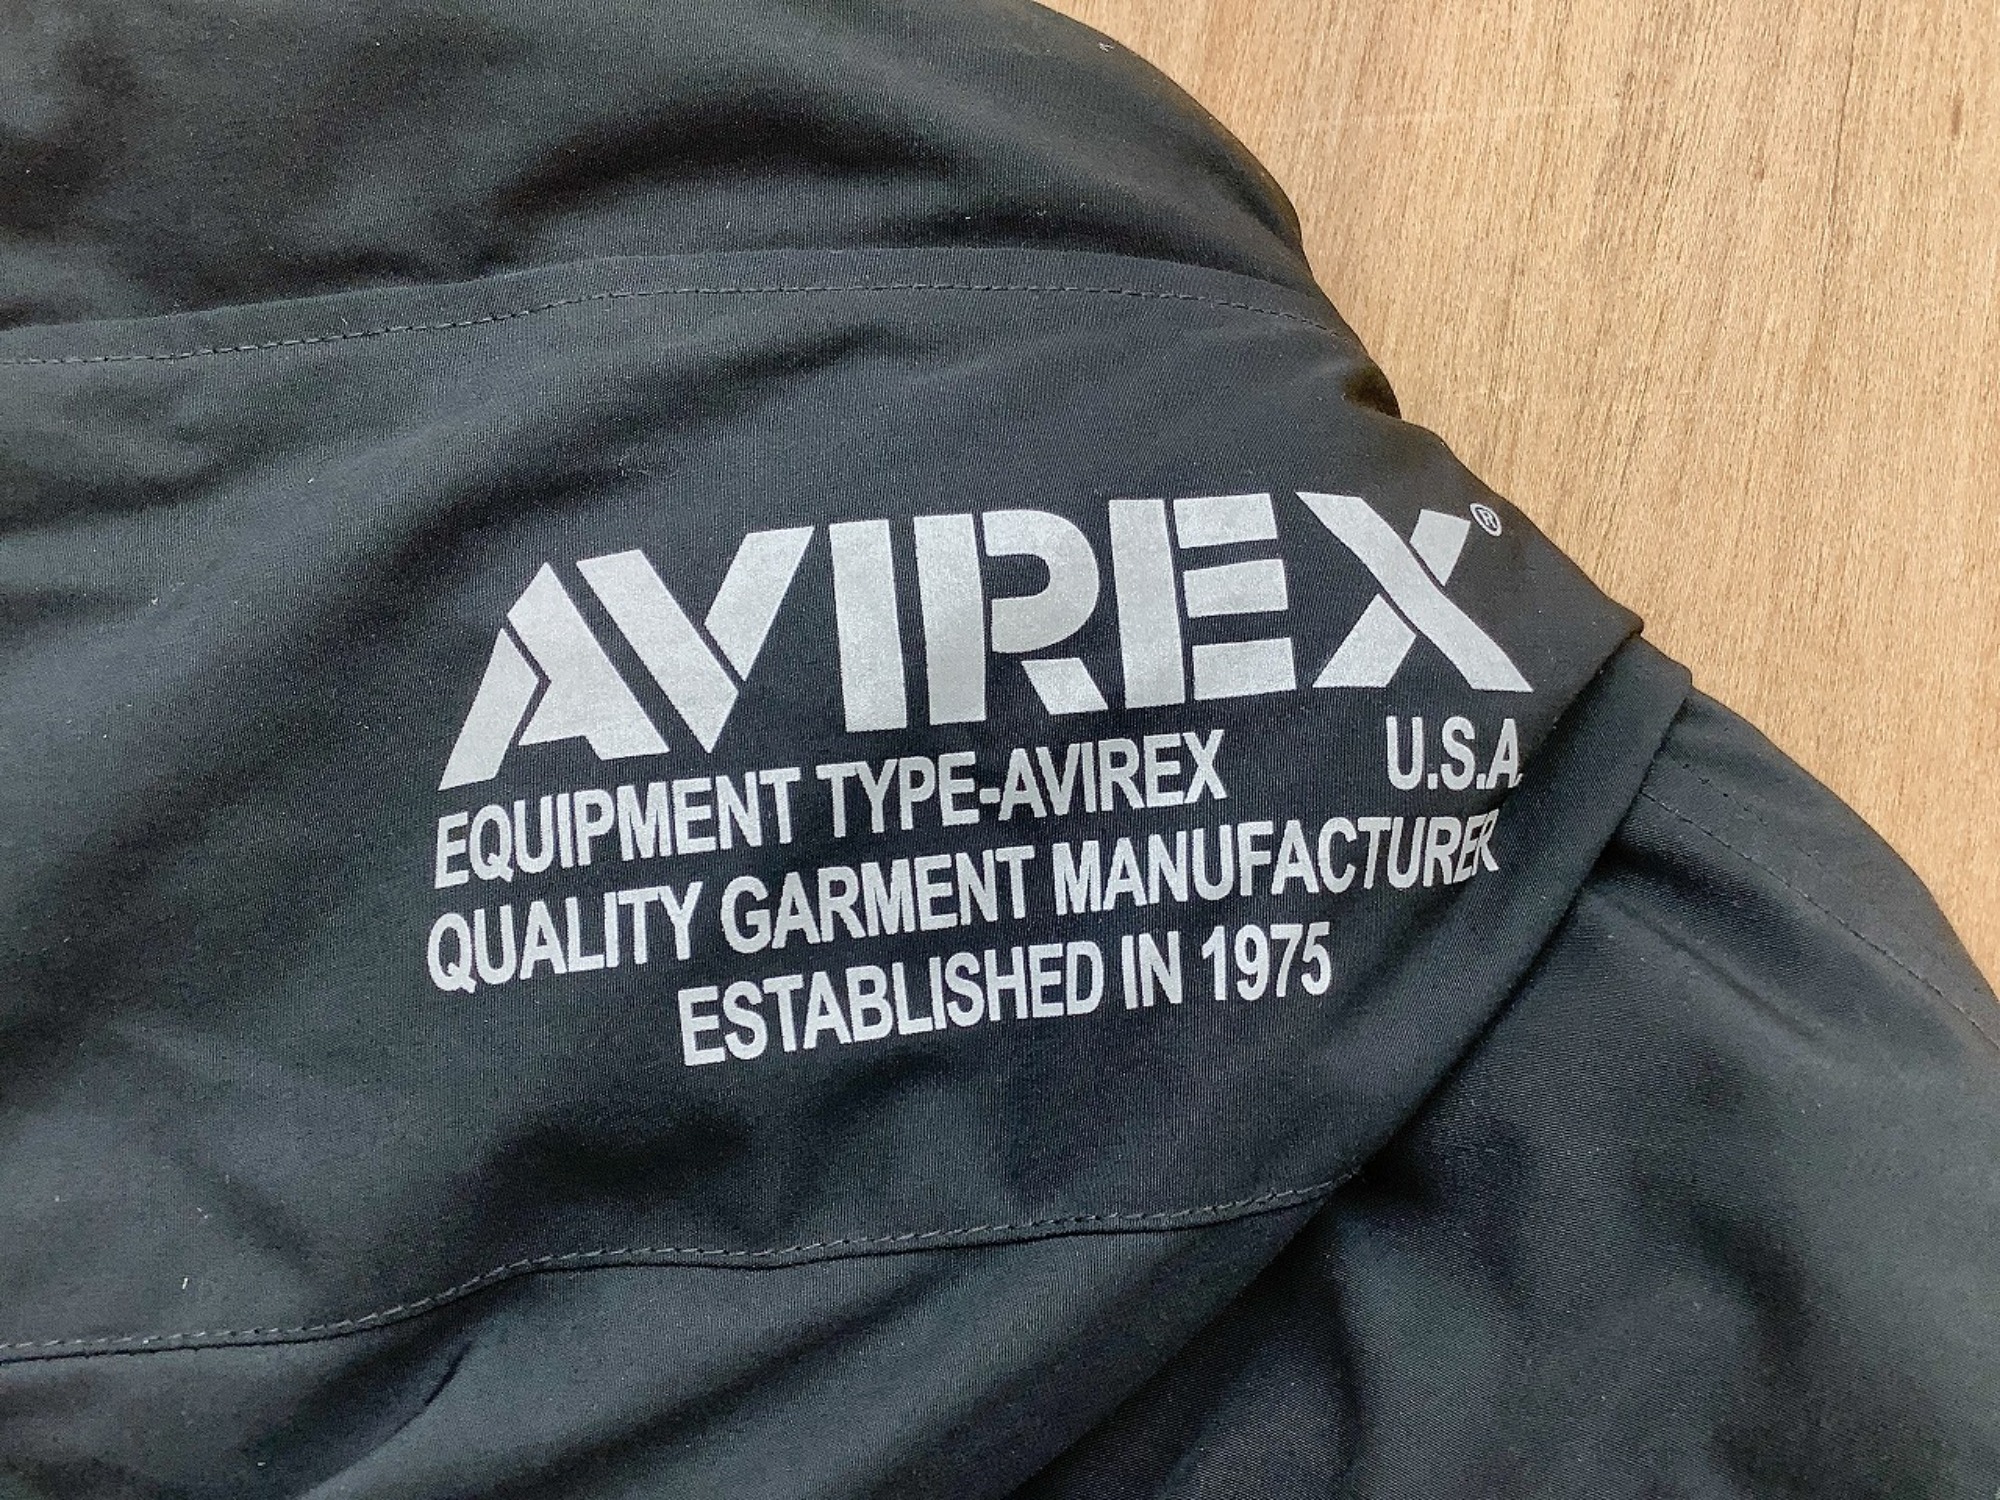 AVIREX®
EQUIPMENT TYPE-AVIREX U.S.A.
QUALITY GARMENT MANUFACTURER
ESTABLISHED IN 1975